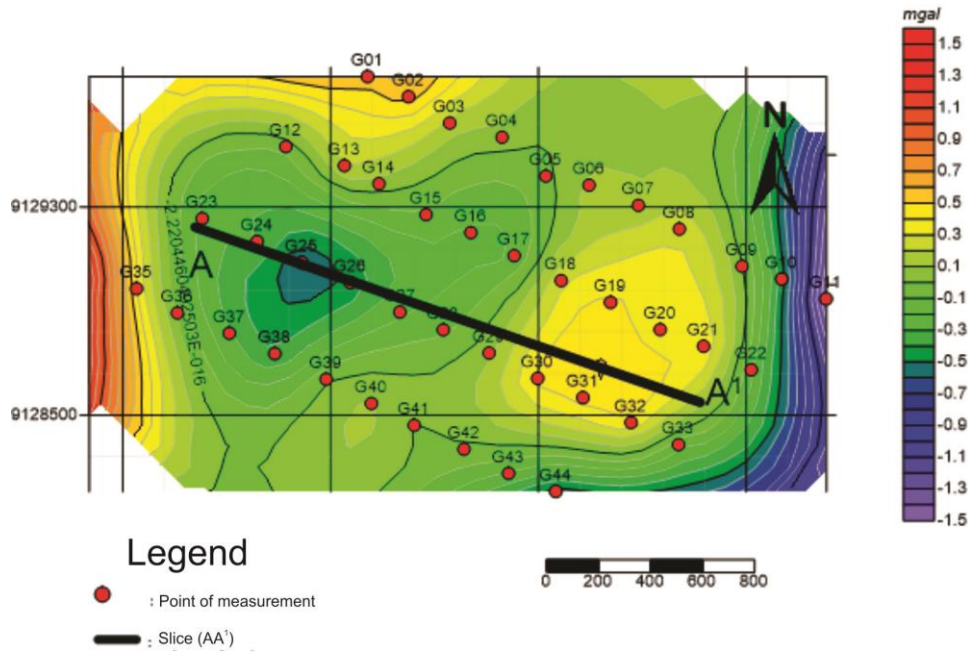 mgal
1.5
1.3
1.1
0.9
0.7
0.5
0.3
0.1
-0.1
-0.3
-0.5
-0.7
-0.9
-1.1
-1.3
-1.5
N
G01
G02
G03
G04
G12
G13
G14
G05
G06
G07
G08
G15
G16
G17
G23
G24
G25
G26
G18
G19
G20
G21
G09
G10
G11
G35
G36
G37
G38
G39
G40
G41
G42
G43
G44
G29
G30
G31
G32
G33
G22
9129300
9128500
A
A1
Legend
: Point of measurement
: Slice (AA1)
0 200 400 600 800